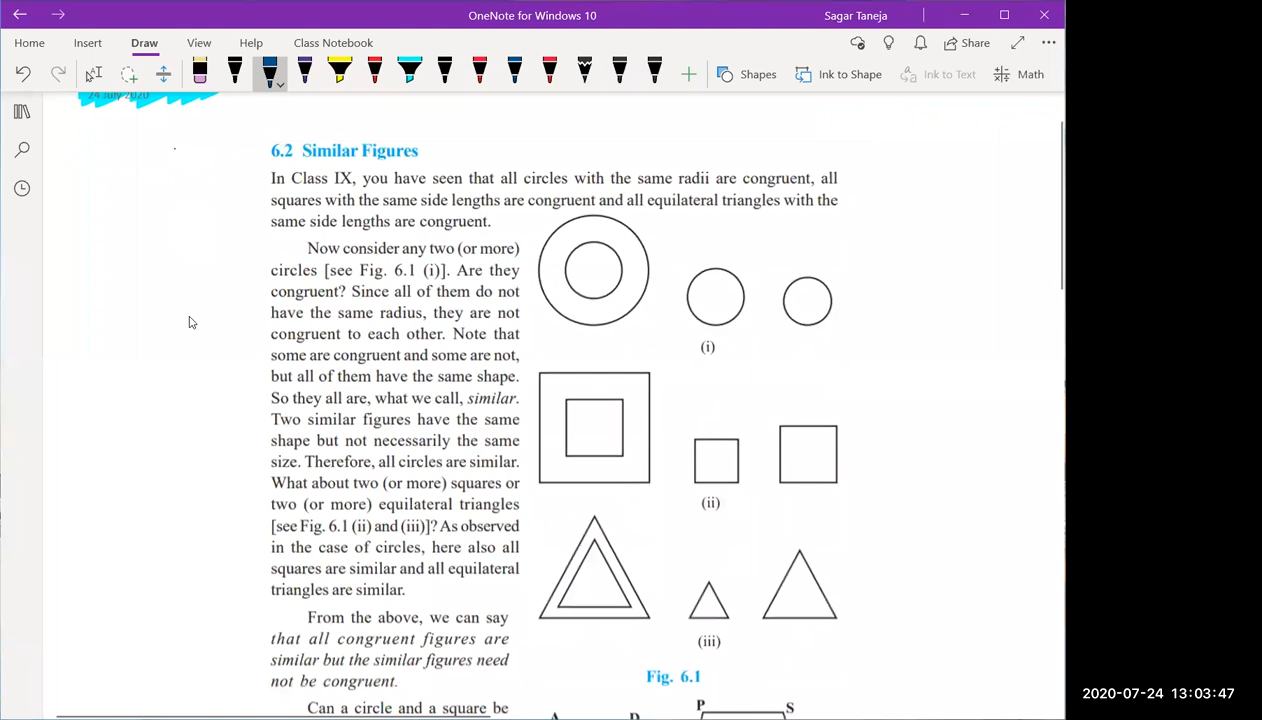 OneNote for Windows 10
Sagar Taneja
Home Insert Draw View Help Class Notebook
Share
Shapes Ink to Shape Ink to Text Math
24 July 2020
6.2 Similar Figures
In Class IX, you have seen that all circles with the same radii are congruent, all
squares with the same side lengths are congruent and all equilateral triangles with the
same side lengths are congruent.
Now consider any two (or more)
circles [see Fig. 6.1 (i)]. Are they
congruent? Since all of them do not
have the same radius, they are not
congruent to each other. Note that
some are congruent and some are not,
but all of them have the same shape.
So they all are, what we call, similar.
Two similar figures have the same
shape but not necessarily the same
size. Therefore, all circles are similar.
What about two (or more) squares or
two (or more) equilateral triangles
[see Fig. 6.1 (ii) and (iii)]? As observed
in the case of circles, here also all
squares are similar and all equilateral
triangles are similar.
From the above, we can say
that all congruent figures are
similar but the similar figures need
not be congruent.
Can a circle and a square be
(i)
(ii)
(iii)
Fig. 6.1
A D P S
2020-07-24 13:03:47